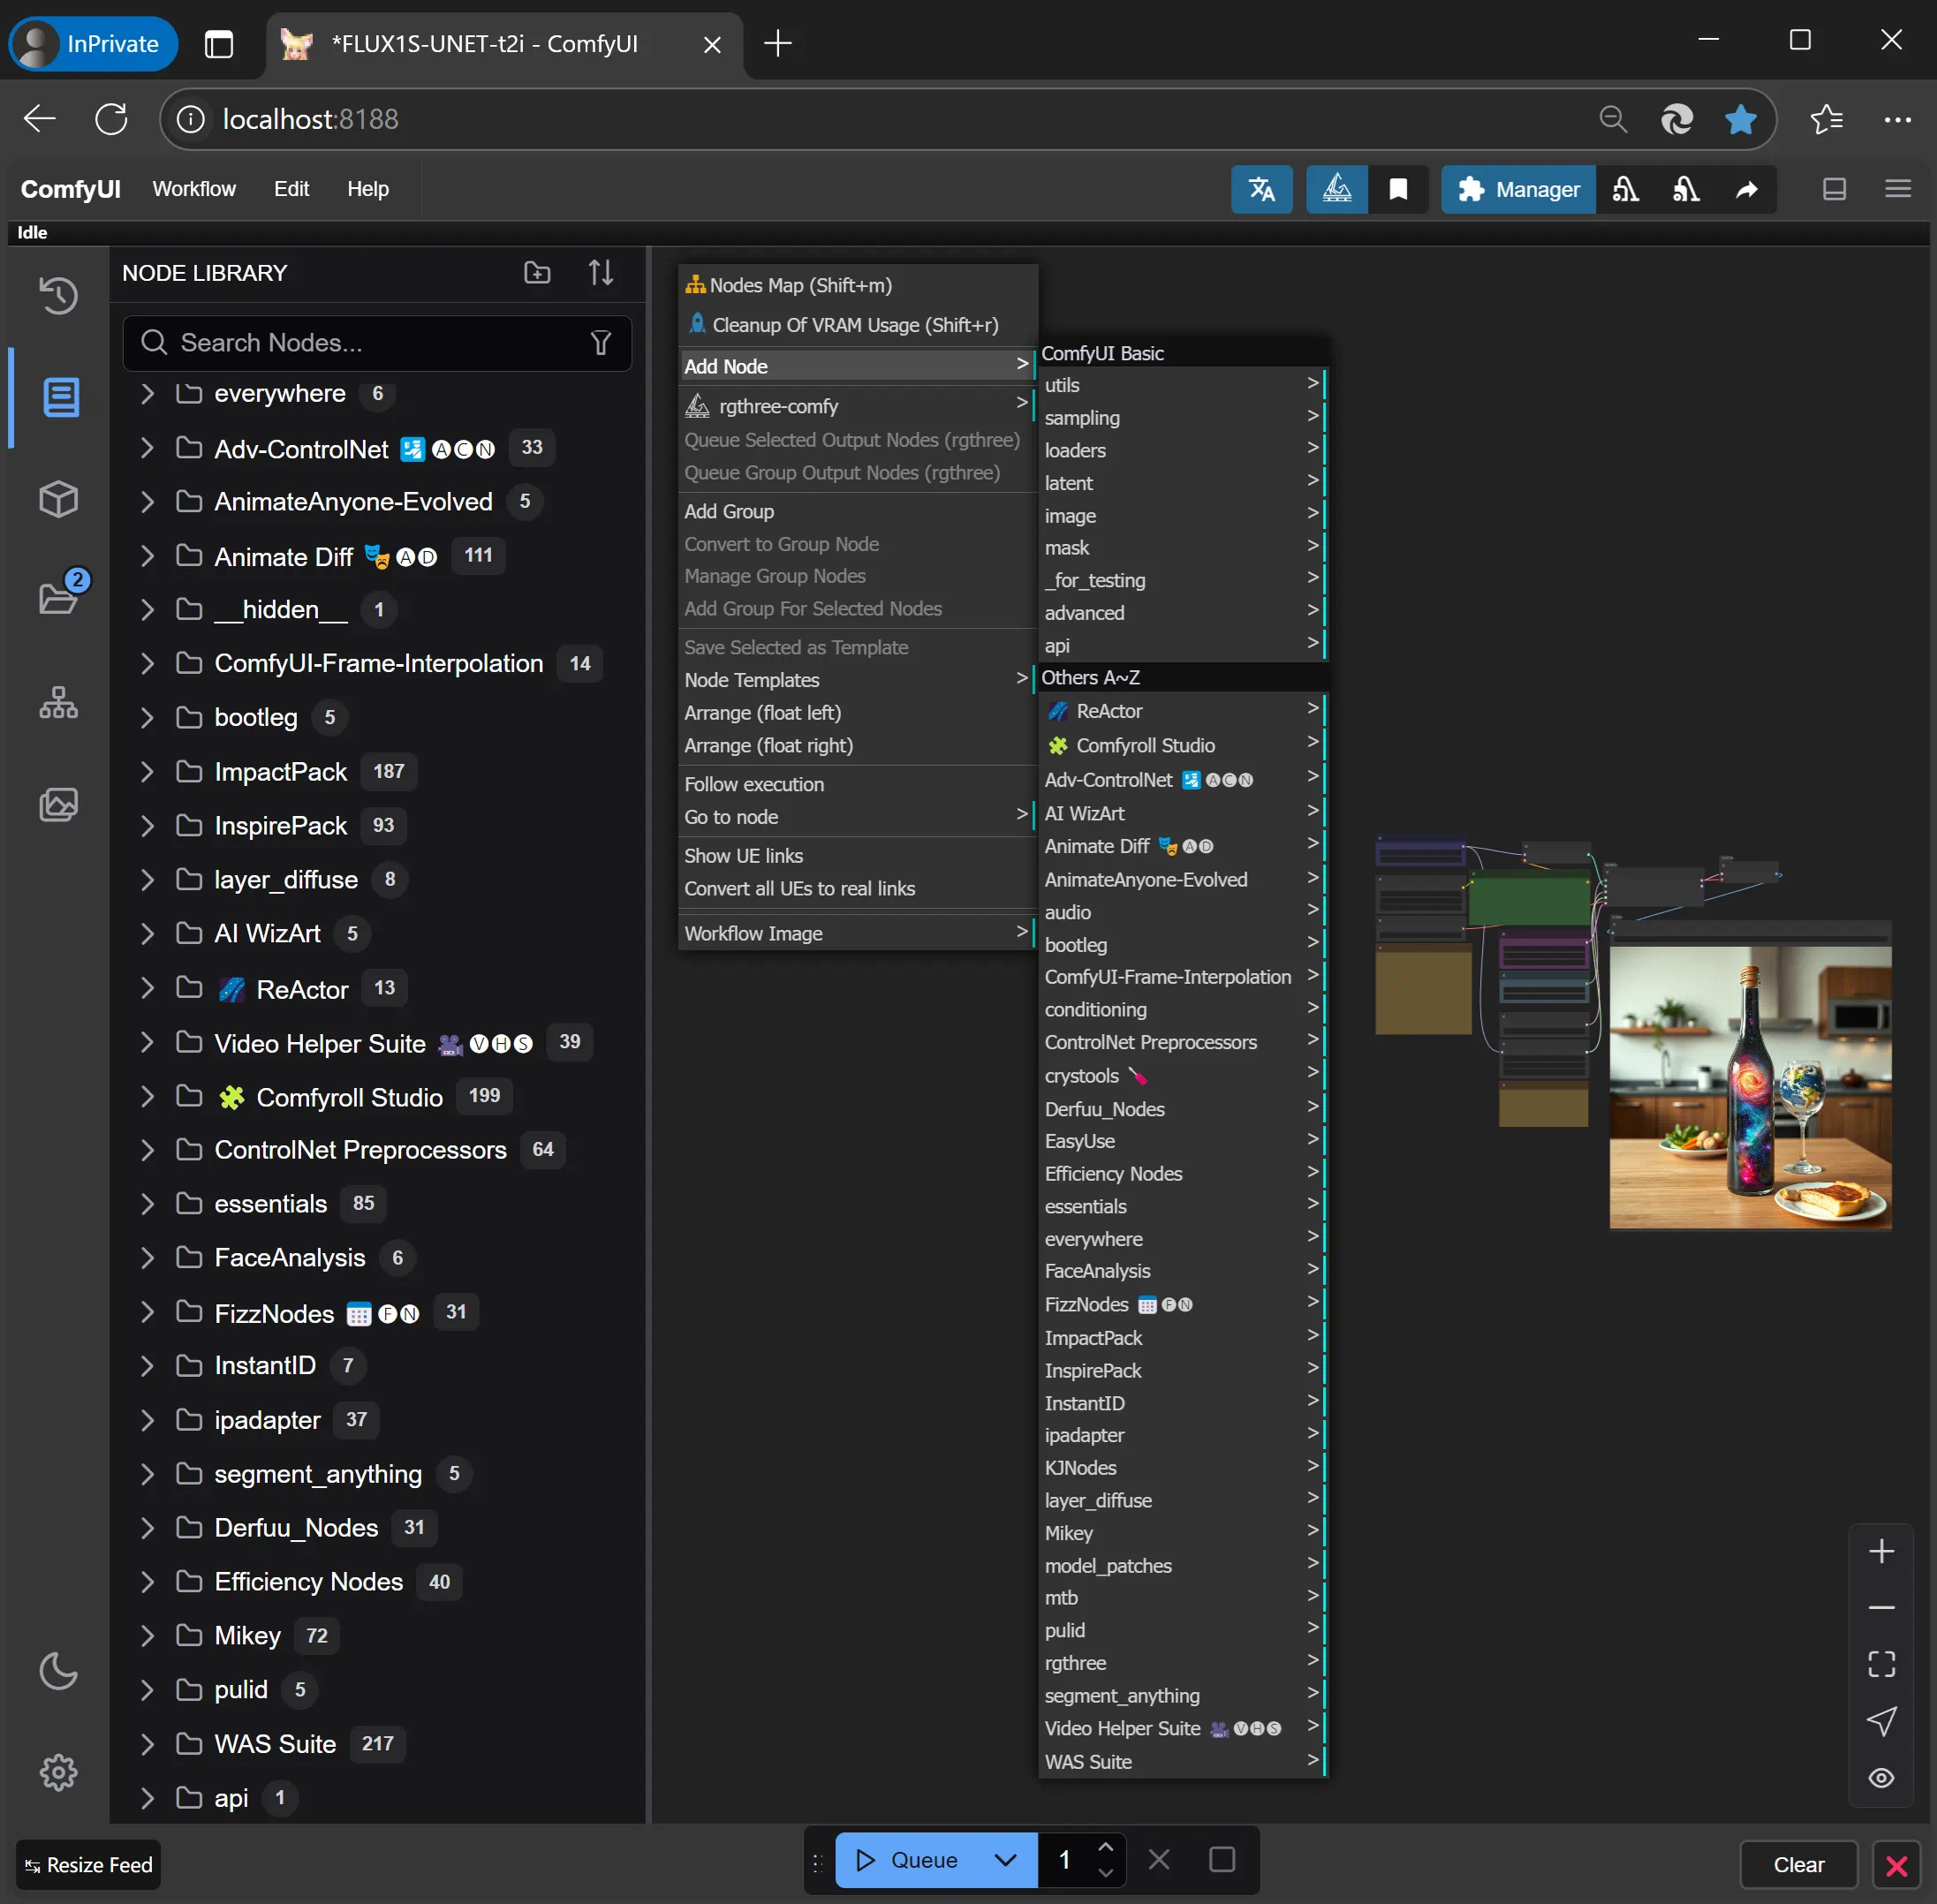 InPrivate
*FLUX1S-UNET-t2i - ComfyUI
localhost:8188
ComfyUI Workflow Edit Help
Manager
Idle
NODE LIBRARY
Search Nodes...
everywhere 6
Adv-ControlNet 🛂🅐🅒🅝 33
AnimateAnyone-Evolved 5
Animate Diff 🎭🅐🅓 111
__hidden__ 1
ComfyUI-Frame-Interpolation 14
bootleg 5
ImpactPack 187
InspirePack 93
layer_diffuse 8
AI WizArt 5
🌌 ReActor 13
Video Helper Suite 🎥🅥🅗🅢 39
🧩 Comfyroll Studio 199
ControlNet Preprocessors 64
essentials 85
FaceAnalysis 6
FizzNodes 📅🅕🅝 31
InstantID 7
ipadapter 37
segment_anything 5
Derfuu_Nodes 31
Efficiency Nodes 40
Mikey 72
pulid 5
WAS Suite 217
api 1
2
Nodes Map (Shift+m)
Cleanup Of VRAM Usage (Shift+r)
Add Node >
rgthree-comfy >
Queue Selected Output Nodes (rgthree)
Queue Group Output Nodes (rgthree)
Add Group
Convert to Group Node
Manage Group Nodes
Add Group For Selected Nodes
Save Selected as Template
Node Templates >
Arrange (float left)
Arrange (float right)
Follow execution
Go to node >
Show UE links
Convert all UEs to real links
Workflow Image >
ComfyUI Basic
utils >
sampling >
loaders >
latent >
image >
mask >
_for_testing >
advanced >
api >
Others A~Z
🌌 ReActor >
🧩 Comfyroll Studio >
Adv-ControlNet 🛂🅐🅒🅝 >
AI WizArt >
Animate Diff 🎭🅐🅓 >
AnimateAnyone-Evolved >
audio >
bootleg >
ComfyUI-Frame-Interpolation >
conditioning >
ControlNet Preprocessors >
crystools 🪛 >
Derfuu_Nodes >
EasyUse >
Efficiency Nodes >
essentials >
everywhere >
FaceAnalysis >
FizzNodes 📅🅕🅝 >
ImpactPack >
InspirePack >
InstantID >
ipadapter >
KJNodes >
layer_diffuse >
Mikey >
model_patches >
mtb >
pulid >
rgthree >
segment_anything >
Video Helper Suite 🎥🅥🅗🅢 >
WAS Suite >
Resize Feed
Queue 1
Clear